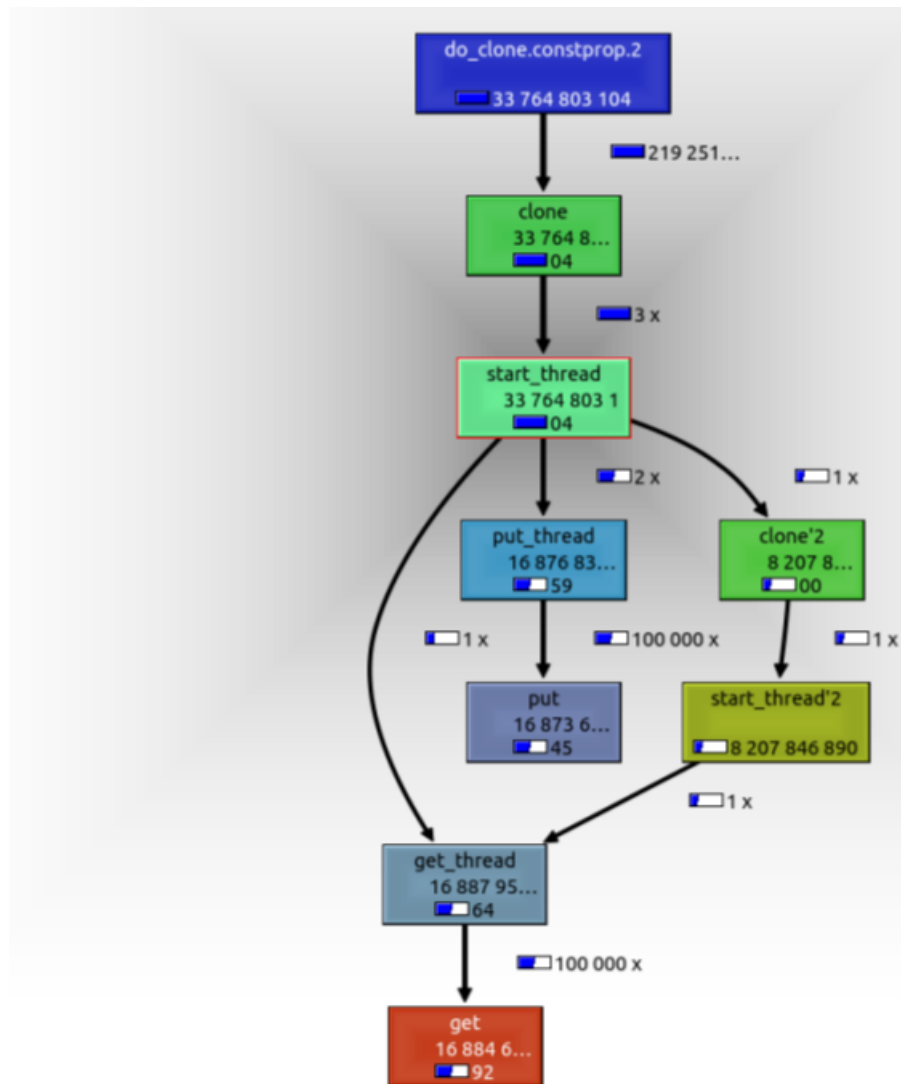 do_clone.constprop.2
33 764 803 104
219 251...
clone
33 764 8...
04
3 x
start_thread
33 764 803 1
04
2 x
1 x
put_thread
16 876 83...
59
clone'2
8 207 8...
00
1 x
100 000 x
1 x
put
16 873 6...
45
start_thread'2
8 207 846 890
1 x
get_thread
16 887 95...
64
100 000 x
get
16 884 6...
92